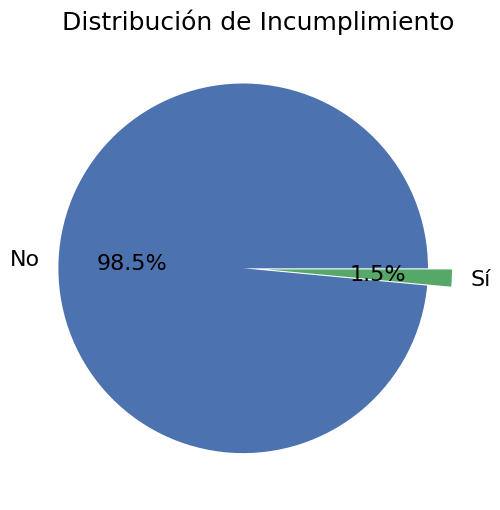 Distribución de Incumplimiento
No
98.5%
1.5%
Sí